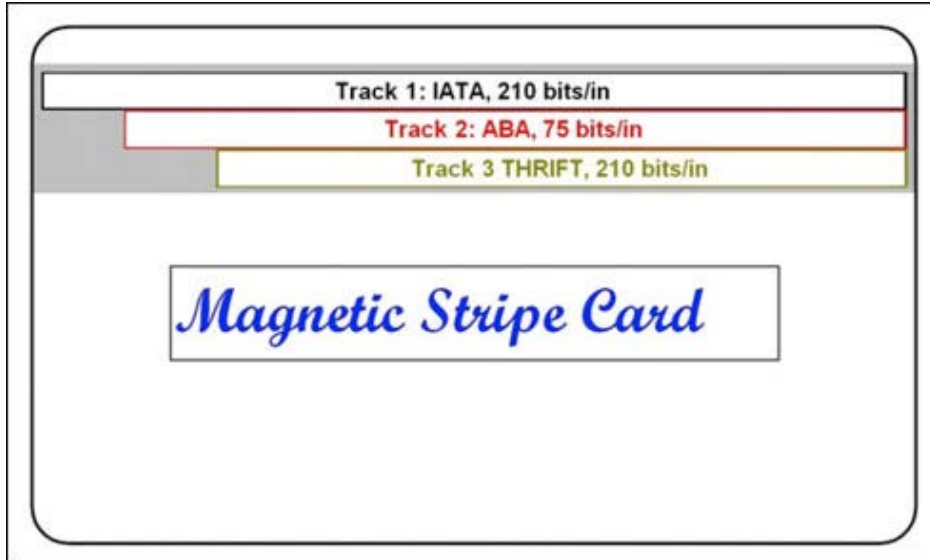 Track 1: IATA, 210 bits/in
Track 2: ABA, 75 bits/in
Track 3 THRIFT, 210 bits/in
Magnetic Stripe Card